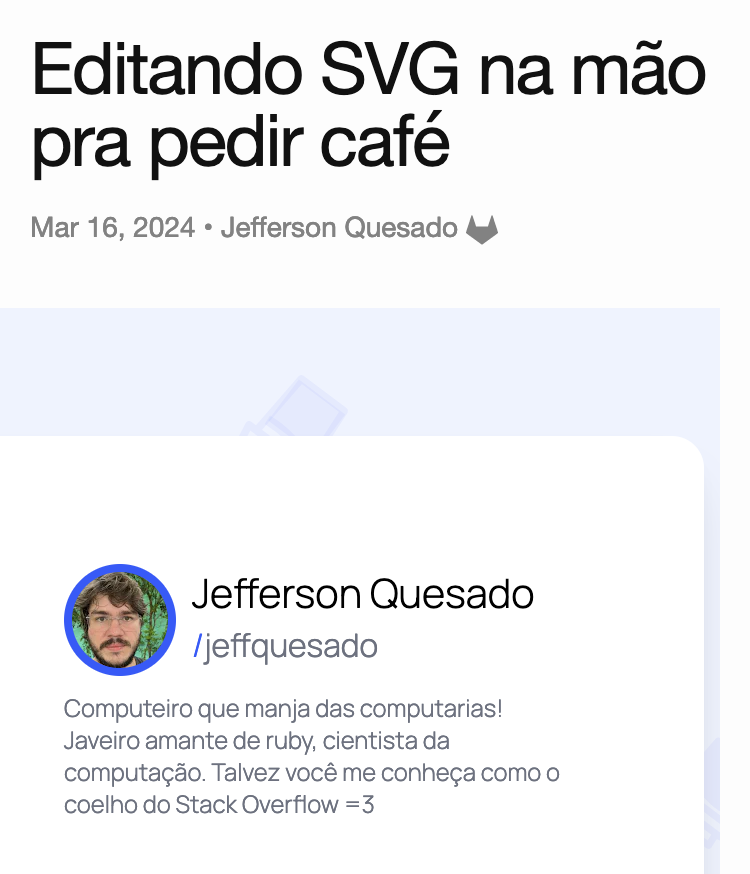 Editando SVG na mão
pra pedir café
Mar 16, 2024 • Jefferson Quesado
Jefferson Quesado
/jeffquesado
Computeiro que manja das computarias!
Javeiro amante de ruby, cientista da
computação. Talvez você me conheça como o
coelho do Stack Overflow =3